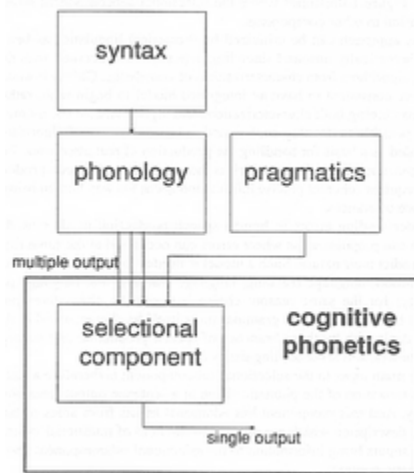 syntax
phonology
pragmatics
multiple output
selectional
component
cognitive
phonetics
single output